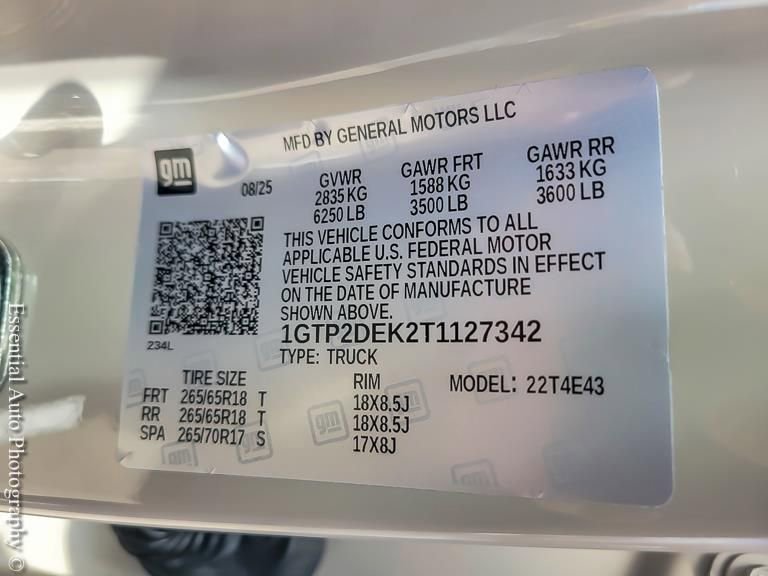 MFD BY GENERAL MOTORS LLC
gm
08/25
GVWR GAWR FRT GAWR RR
2835 KG 1588 KG 1633 KG
6250 LB 3500 LB 3600 LB
THIS VEHICLE CONFORMS TO ALL
APPLICABLE U.S. FEDERAL MOTOR
VEHICLE SAFETY STANDARDS IN EFFECT
ON THE DATE OF MANUFACTURE
SHOWN ABOVE.
234L
1GTP2DEK2T1127342
TYPE: TRUCK
TIRE SIZE RIM MODEL: 22T4E43
FRT 265/65R18 T 18X8.5J
RR 265/65R18 T 18X8.5J
SPA 265/70R17 S 17X8J
Essential Auto Photography ©